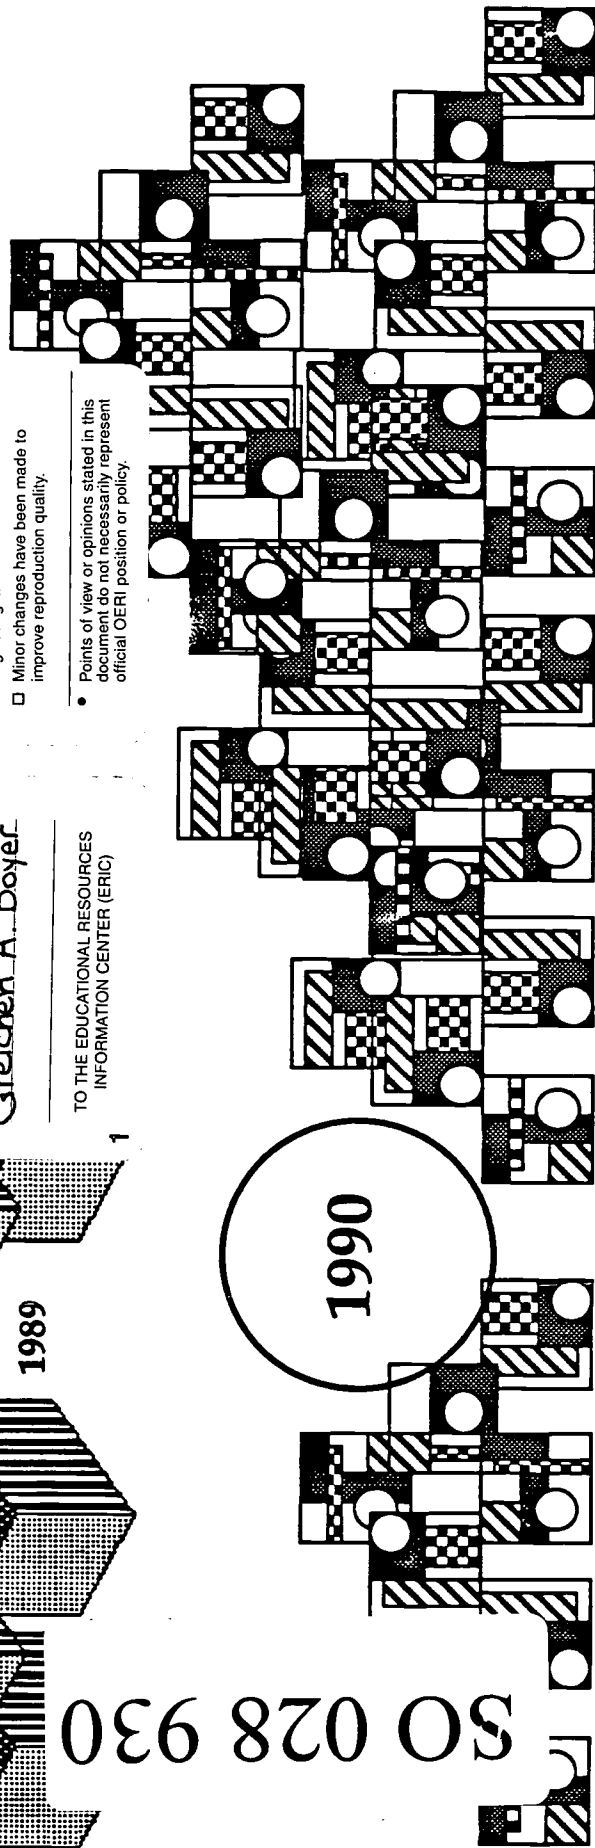 □ Minor changes have been made to
improve reproduction quality.
• Points of view or opinions stated in this
document do not necessarily represent
official OERI position or policy.
Gretchen A. Boyer
TO THE EDUCATIONAL RESOURCES
INFORMATION CENTER (ERIC)
1
1989
1990
SO 028 930